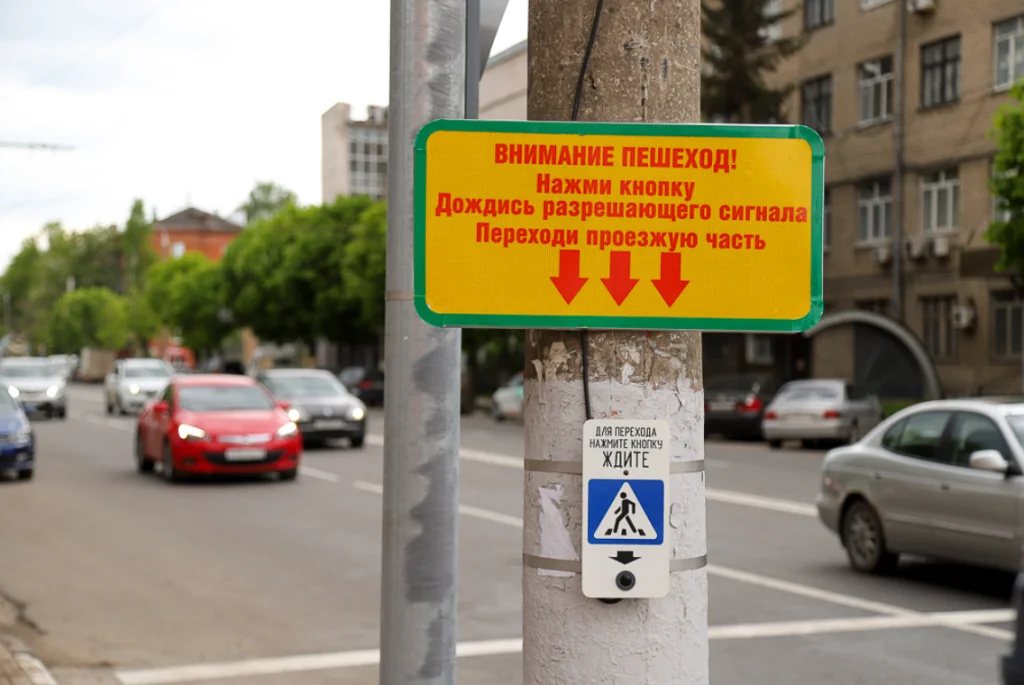 ВНИМАНИЕ ПЕШЕХОД!
Нажми кнопку
Дождись разрешающего сигнала
Переходи проезжую часть
ДЛЯ ПЕРЕХОДА
НАЖМИТЕ КНОПКУ
ЖДИТЕ